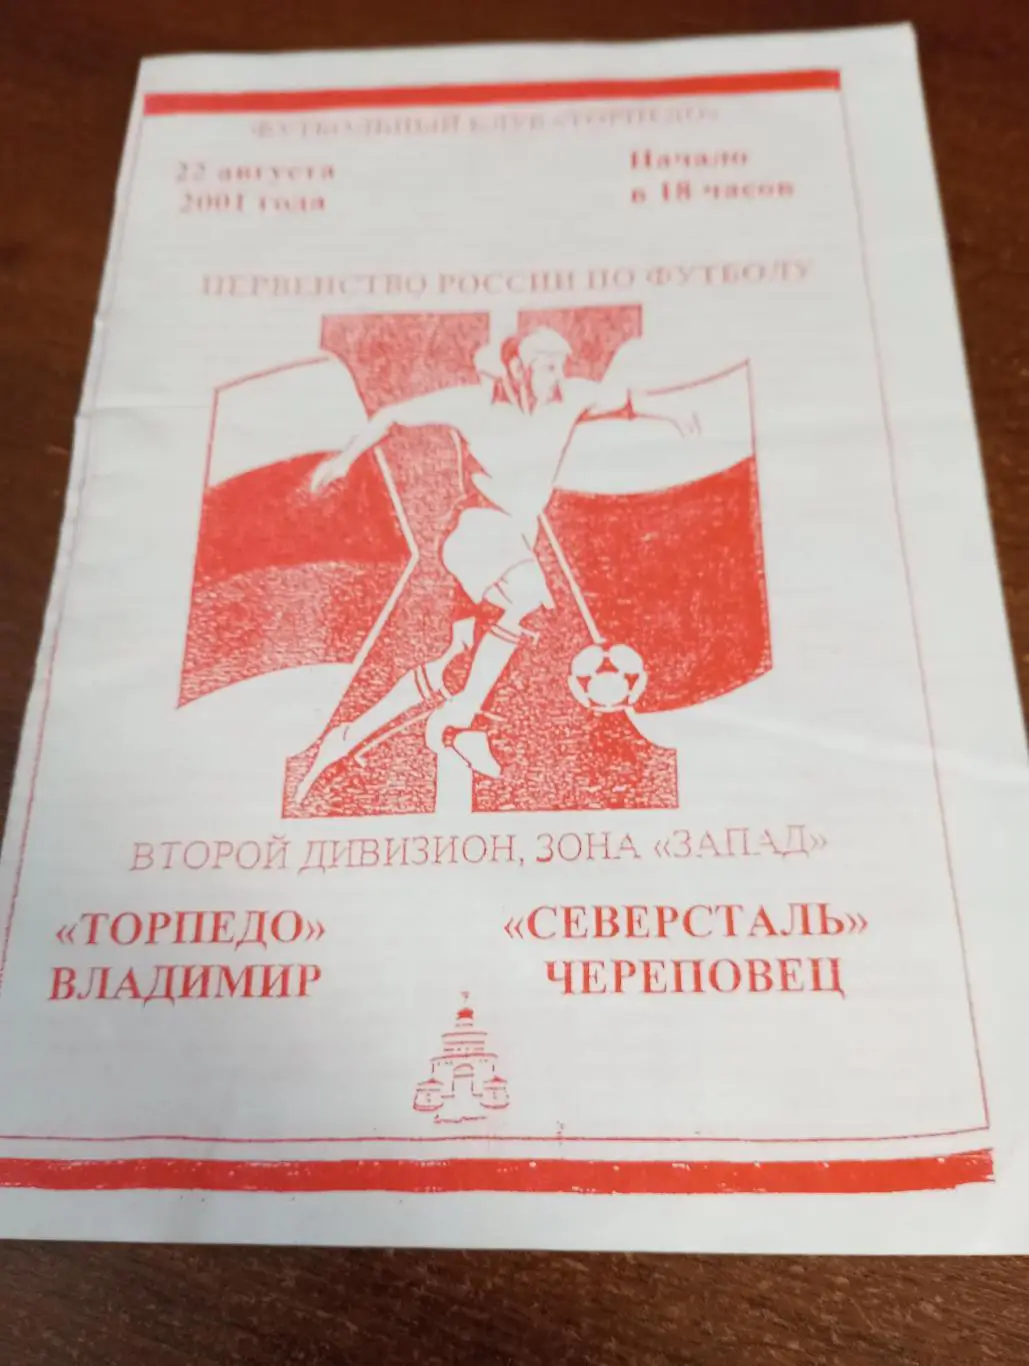 ФУТБОЛЬНЫЙ КЛУБ «ТОРПЕДО»
22 августа
2001 года
Начало
в 18 часов
ПЕРВЕНСТВО РОССИИ ПО ФУТБОЛУ
X
ВТОРОЙ ДИВИЗИОН, ЗОНА «ЗАПАД»
«ТОРПЕДО»
ВЛАДИМИР
«СЕВЕРСТАЛЬ»
ЧЕРЕПОВЕЦ